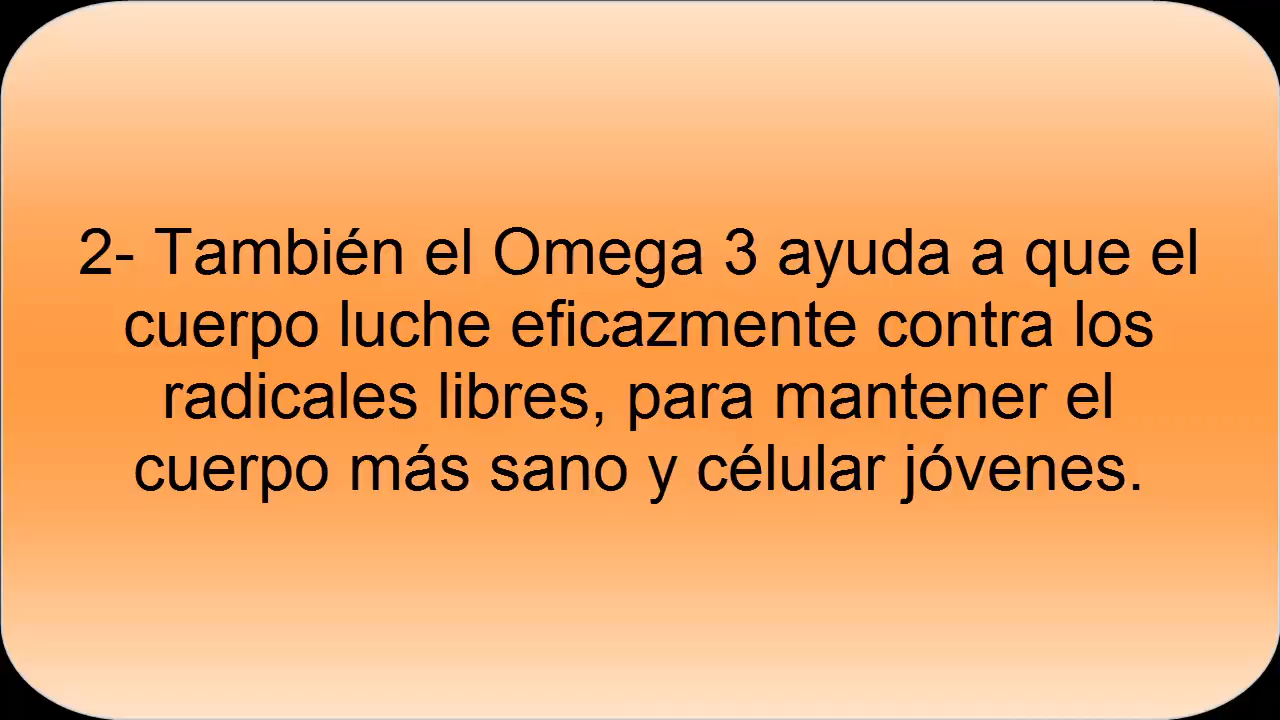 2- También el Omega 3 ayuda a que el
cuerpo luche eficazmente contra los
radicales libres, para mantener el
cuerpo más sano y célular jóvenes.